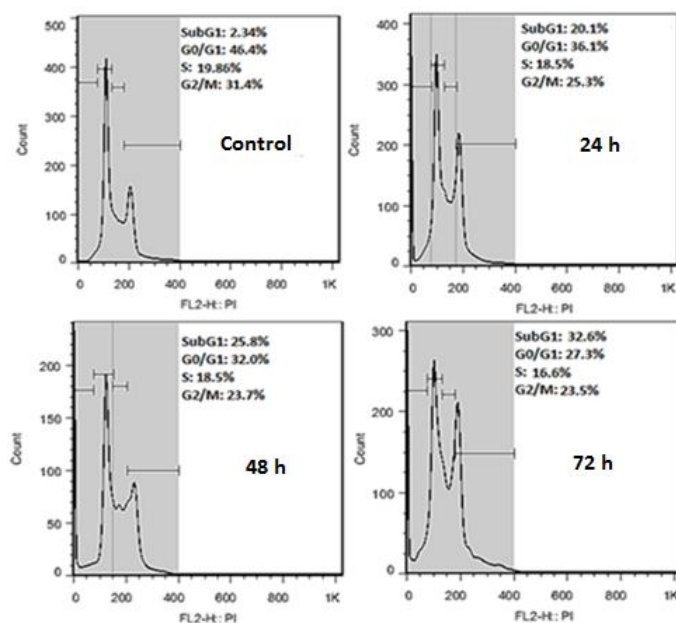 SubG1: 2.34%
G0/G1: 46.4%
S: 19.86%
G2/M: 31.4%
Control
500
400
300
200
100
0
Count
0 200 400 600 800 1K
FL2-H:: PI
SubG1: 20.1%
G0/G1: 36.1%
S: 18.5%
G2/M: 25.3%
24 h
400
300
200
100
0
Count
0 200 400 600 800 1K
FL2-H:: PI
SubG1: 25.8%
G0/G1: 32.0%
S: 18.5%
G2/M: 23.7%
48 h
200
150
100
50
0
Count
0 200 400 600 800 1K
FL2-H:: PI
SubG1: 32.6%
G0/G1: 27.3%
S: 16.6%
G2/M: 23.5%
72 h
300
200
100
0
Count
0 200 400 600 800 1K
FL2-H:: PI